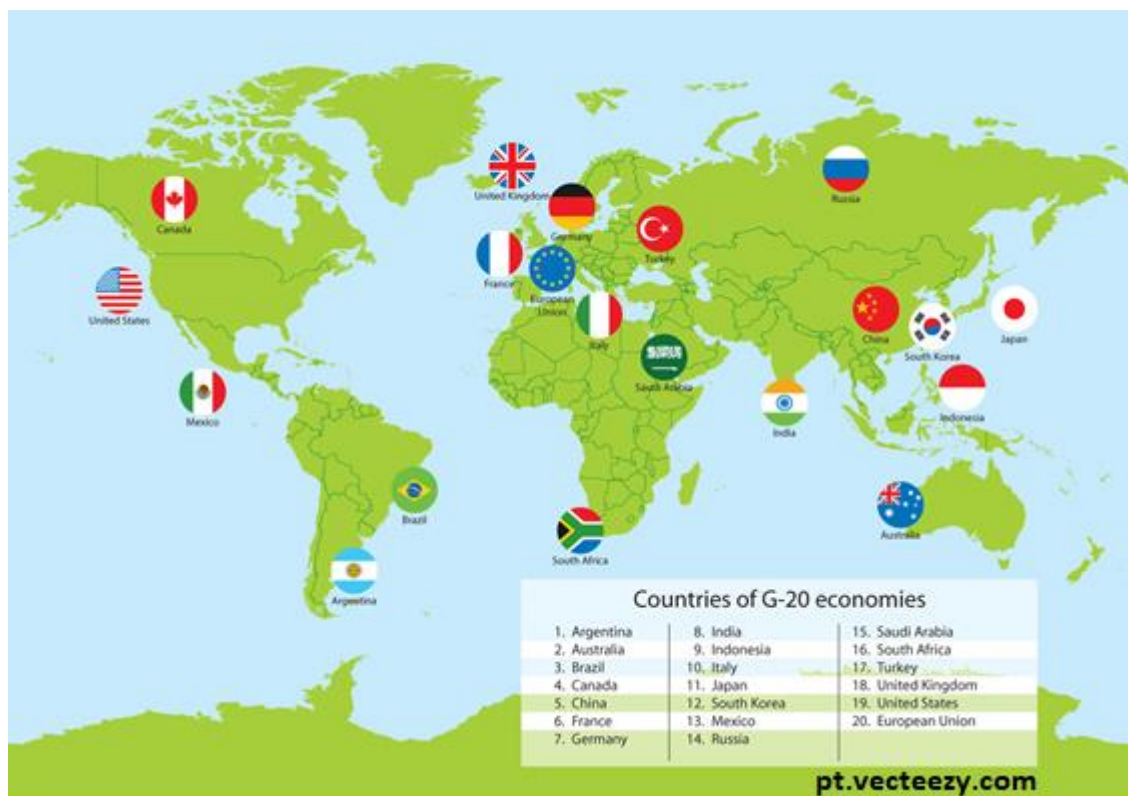 United Kingdom
Canada
Russia
Germany
Turkey
France
European
Union
United States
Italy
China
South Korea
Japan
Saudi Arabia
Mexico
Indonesia
India
Brazil
Australia
South Africa
Argentina
Countries of G-20 economies
1. Argentina
2. Australia
3. Brazil
4. Canada
5. China
6. France
7. Germany
8. India
9. Indonesia
10. Italy
11. Japan
12. South Korea
13. Mexico
14. Russia
15. Saudi Arabia
16. South Africa
17. Turkey
18. United Kingdom
19. United States
20. European Union
pt.vecteezy.com